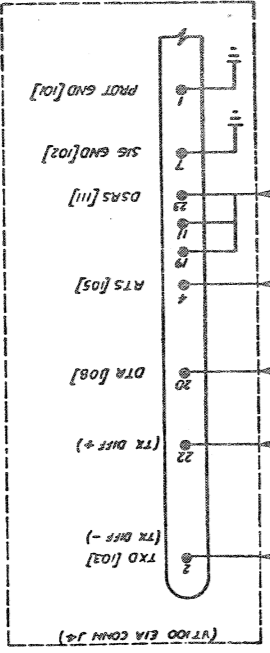 (VT100 EIA CONN J4)
2 TXD [103]
(TX DIFF -)
22 (TX DIFF +)
20 DTR [108]
4 RTS [105]
19
11
23 DSRS [111]
7 SIG GND [102]
1 PROT GND [101]